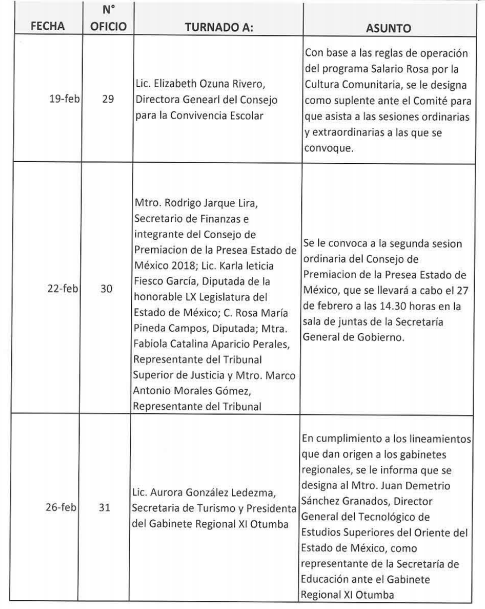 FECHA
N°
OFICIO
TURNADO A:
ASUNTO
19-feb
29
Lic. Elizabeth Ozuna Rivero,
Directora Genearl del Consejo
para la Convivencia Escolar
Con base a las reglas de operación
del programa Salario Rosa por la
Cultura Comunitaria, se le designa
como suplente ante el Comité para
que asista a las sesiones ordinarias
y extraordinarias a las que se
convoque.
22-feb
30
Mtro. Rodrigo Jarque Lira,
Secretario de Finanzas e
integrante del Consejo de
Premiacion de la Presea Estado de
México 2018; Lic. Karla leticia
Fiesco García, Diputada de la
honorable LX Legislatura del
Estado de México; C. Rosa María
Pineda Campos, Diputada; Mtra.
Fabiola Catalina Aparicio Perales,
Representante del Tribunal
Superior de Justicia y Mtro. Marco
Antonio Morales Gómez,
Representante del Tribunal
Se le convoca a la segunda sesion
ordinaria del Consejo de
Premiacion de la Presea Estado de
México, que se llevará a cabo el 27
de febrero a las 14.30 horas en la
sala de juntas de la Secretaría
General de Gobierno.
26-feb
31
Lic. Aurora González Ledezma,
Secretaria de Turismo y Presidenta
del Gabinete Regional XI Otumba
En cumplimiento a los lineamientos
que dan origen a los gabinetes
regionales, se le informa que se
designa al Mtro. Juan Demetrio
Sánchez Granados, Director
General del Tecnológico de
Estudios Superiores del Oriente del
Estado de México, como
representante de la Secretaría de
Educación ante el Gabinete
Regional XI Otumba